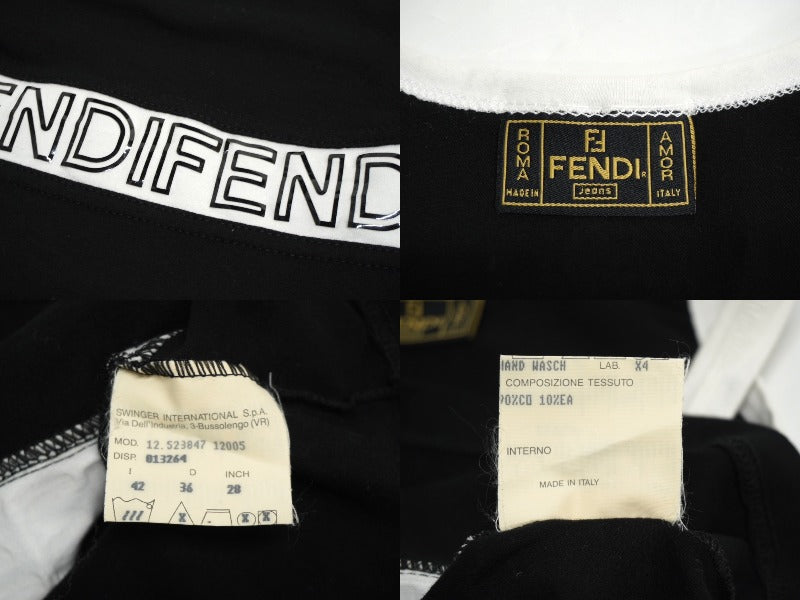 ENDIFEND
ROMA
FENDI
Jeans
MADE IN
AMOR
ITALY
SWINGER INTERNATIONAL S.p.A.
Via Dell'Industria, 3-Bussolengo (VR)
MOD. 12.523847 12005
DISP. 013264
I D INCH
42 36 28
HAND WASCH LAB. X4
COMPOSIZIONE TESSUTO
90%CO 10%EA
INTERNO
MADE IN ITALY